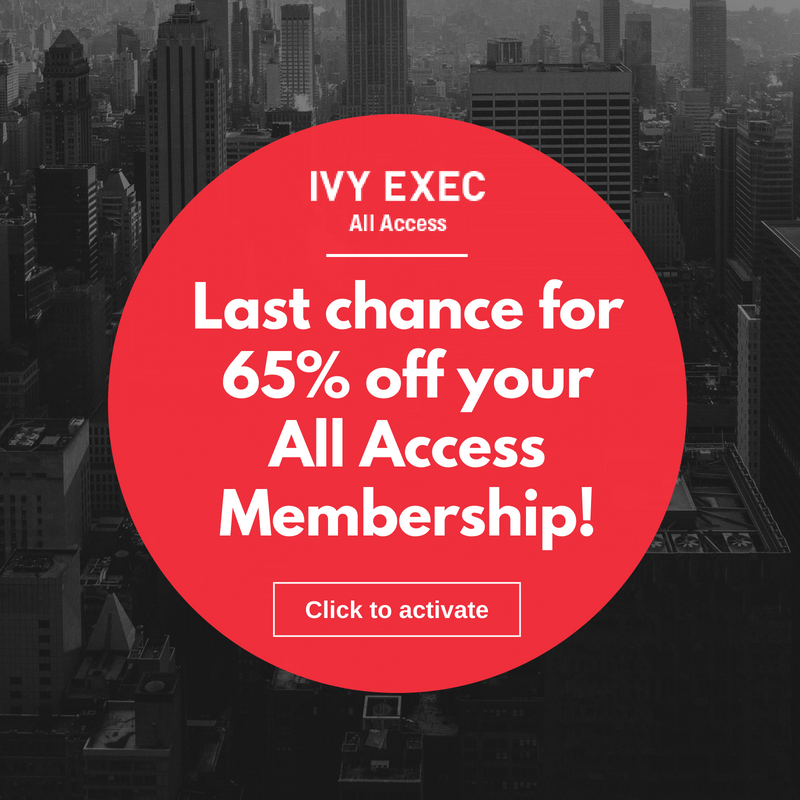 IVY EXEC
All Access
Last chance for
65% off your
All Access
Membership!
Click to activate